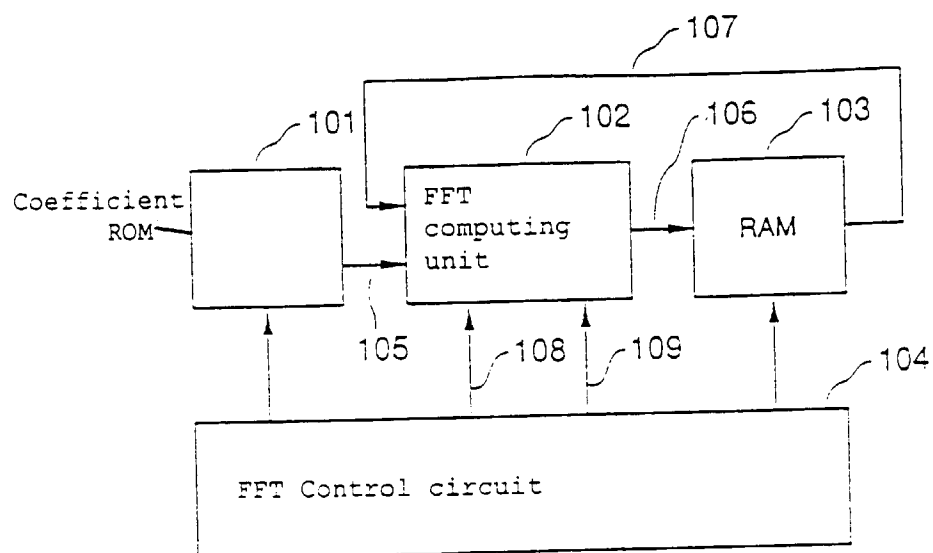 107
101
102
106
103
Coefficient
ROM
FFT
computing
unit
RAM
105
108
109
104
FFT Control circuit